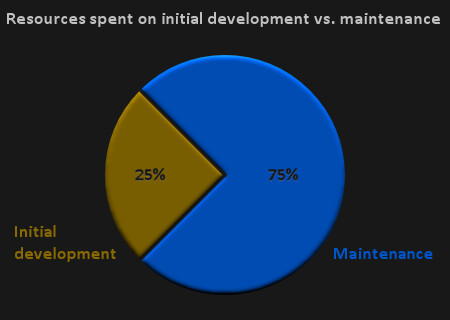 Resources spent on initial development vs. maintenance
25%
75%
Initial
development
Maintenance